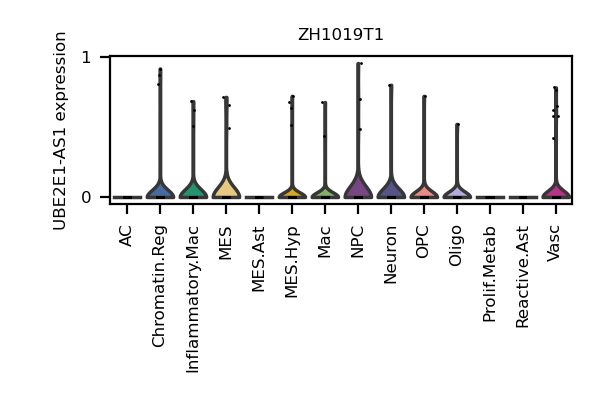 ZH1019T1
UBE2E1-AS1 expression
1
0
AC
Chromatin.Reg
Inflammatory.Mac
MES
MES.Ast
MES.Hyp
Mac
NPC
Neuron
OPC
Oligo
Prolif.Metab
Reactive.Ast
Vasc